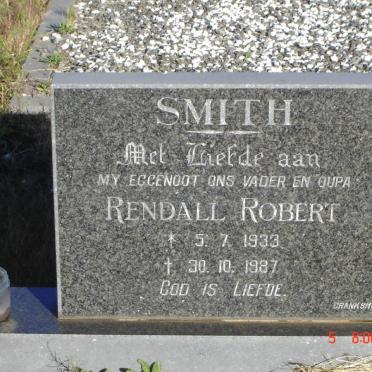 SMITH
Met Liefde aan
MY EGGENOOT ONS VADER EN OUPA
RENDALL ROBERT
* 5. 7. 1933
† 30. 10. 1987
GOD IS LIEFDE.